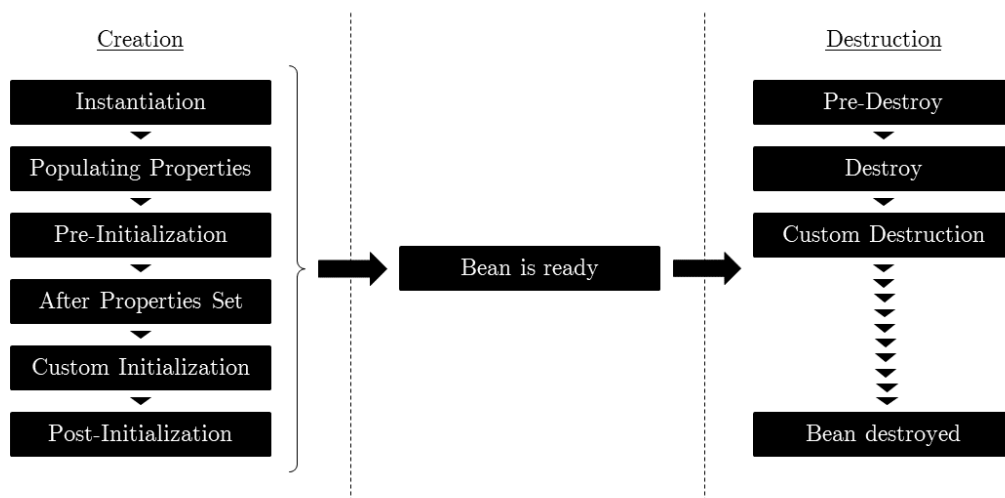 Creation
Instantiation
Populating Properties
Pre-Initialization
After Properties Set
Custom Initialization
Post-Initialization
Bean is ready
Destruction
Pre-Destroy
Destroy
Custom Destruction
Bean destroyed